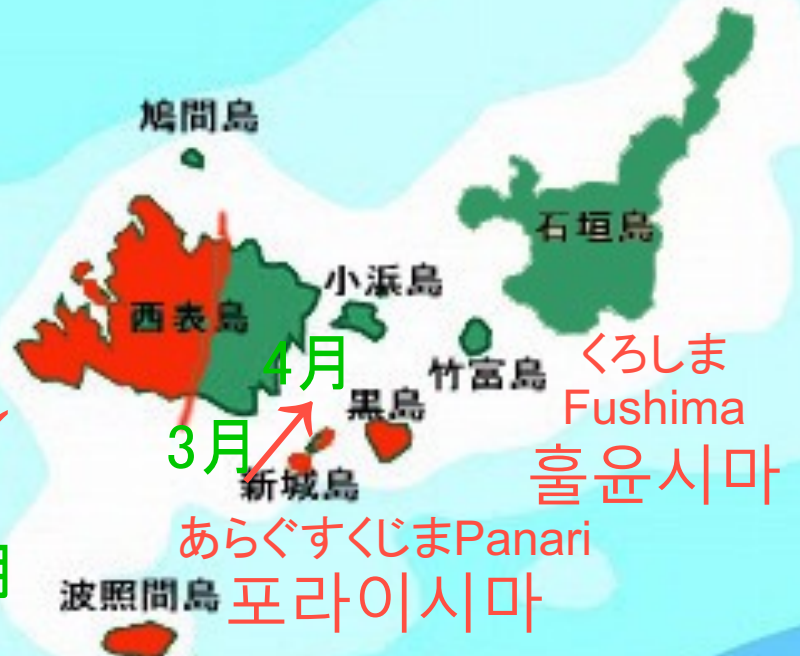 鳩間島
石垣島
小浜島
西表島
くろしま
4月
竹富島
Fushima
黒島
3月
훌윤시마
新城島
あらぐすくじまPanari
月
波照間島
포라이시마